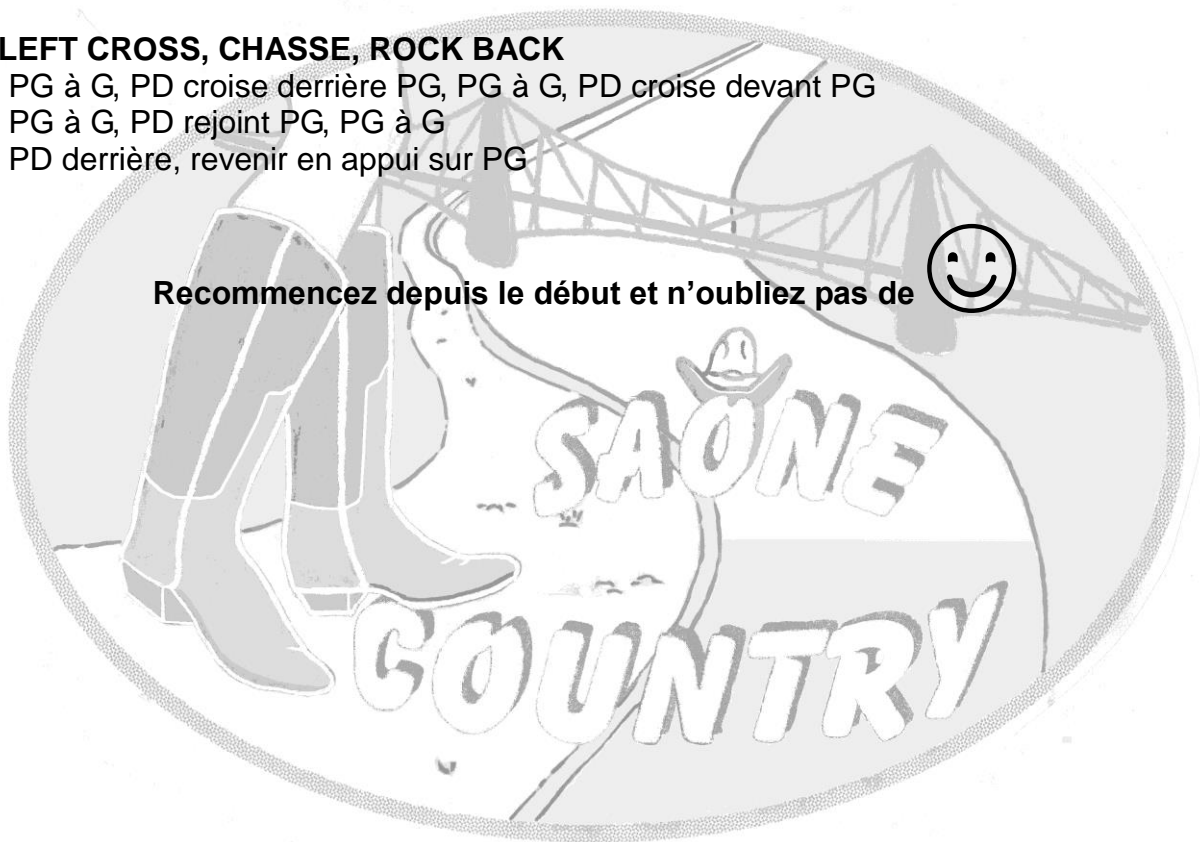 LEFT CROSS, CHASSE, ROCK BACK
PG à G, PD croise derrière PG, PG à G, PD croise devant PG
PG à G, PD rejoint PG, PG à G
PD derrière, revenir en appui sur PG
Recommencez depuis le début et n’oubliez pas de
SAONE
COUNTRY